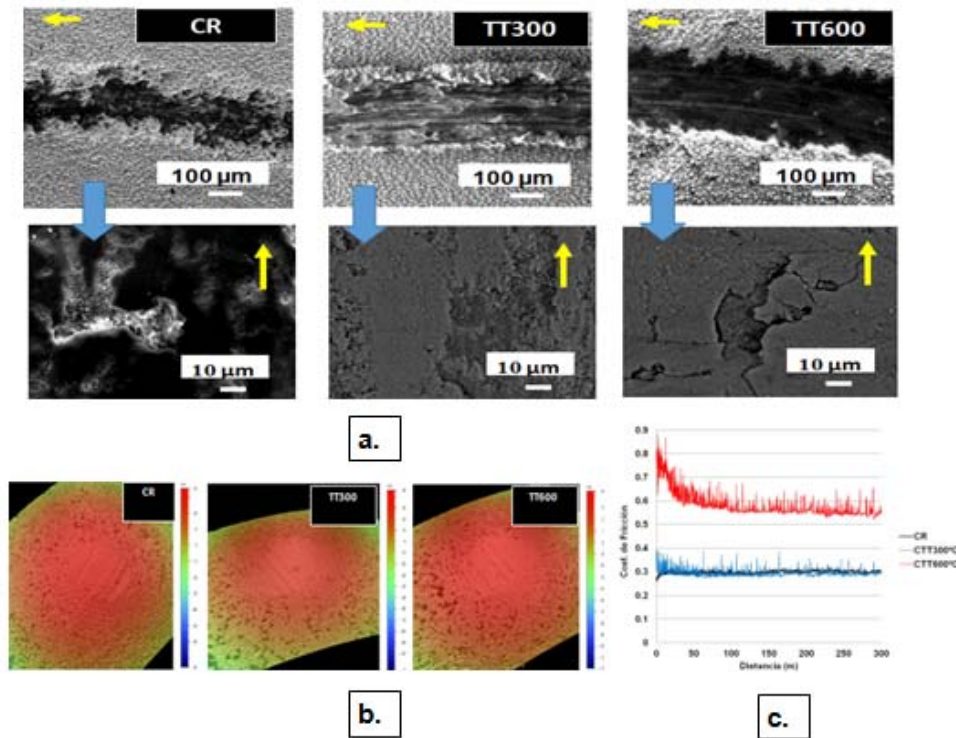 CR
TT300
TT600
100 µm
100 µm
100 µm
10 µm
10 µm
10 µm
a.
CR
TT300
TT600
b.
0.9
0.8
0.7
0.6
0.5
0.4
0.3
0.2
0.1
0
Coef. de Fricción
0 50 100 150 200 250 300
Distancia (m)
CR
CTT300°C
CTT600°C
c.